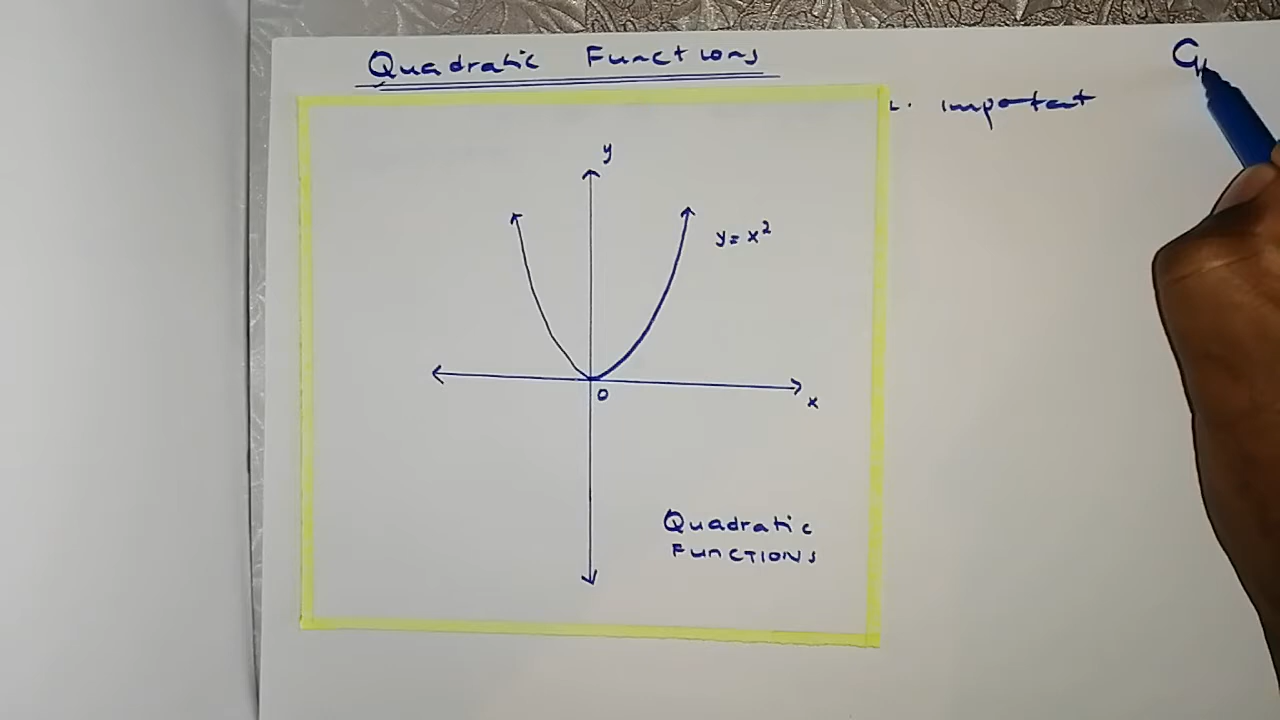 Quadratic Functions
important
y
y = x²
0
x
Quadratic
FUNCTIONS